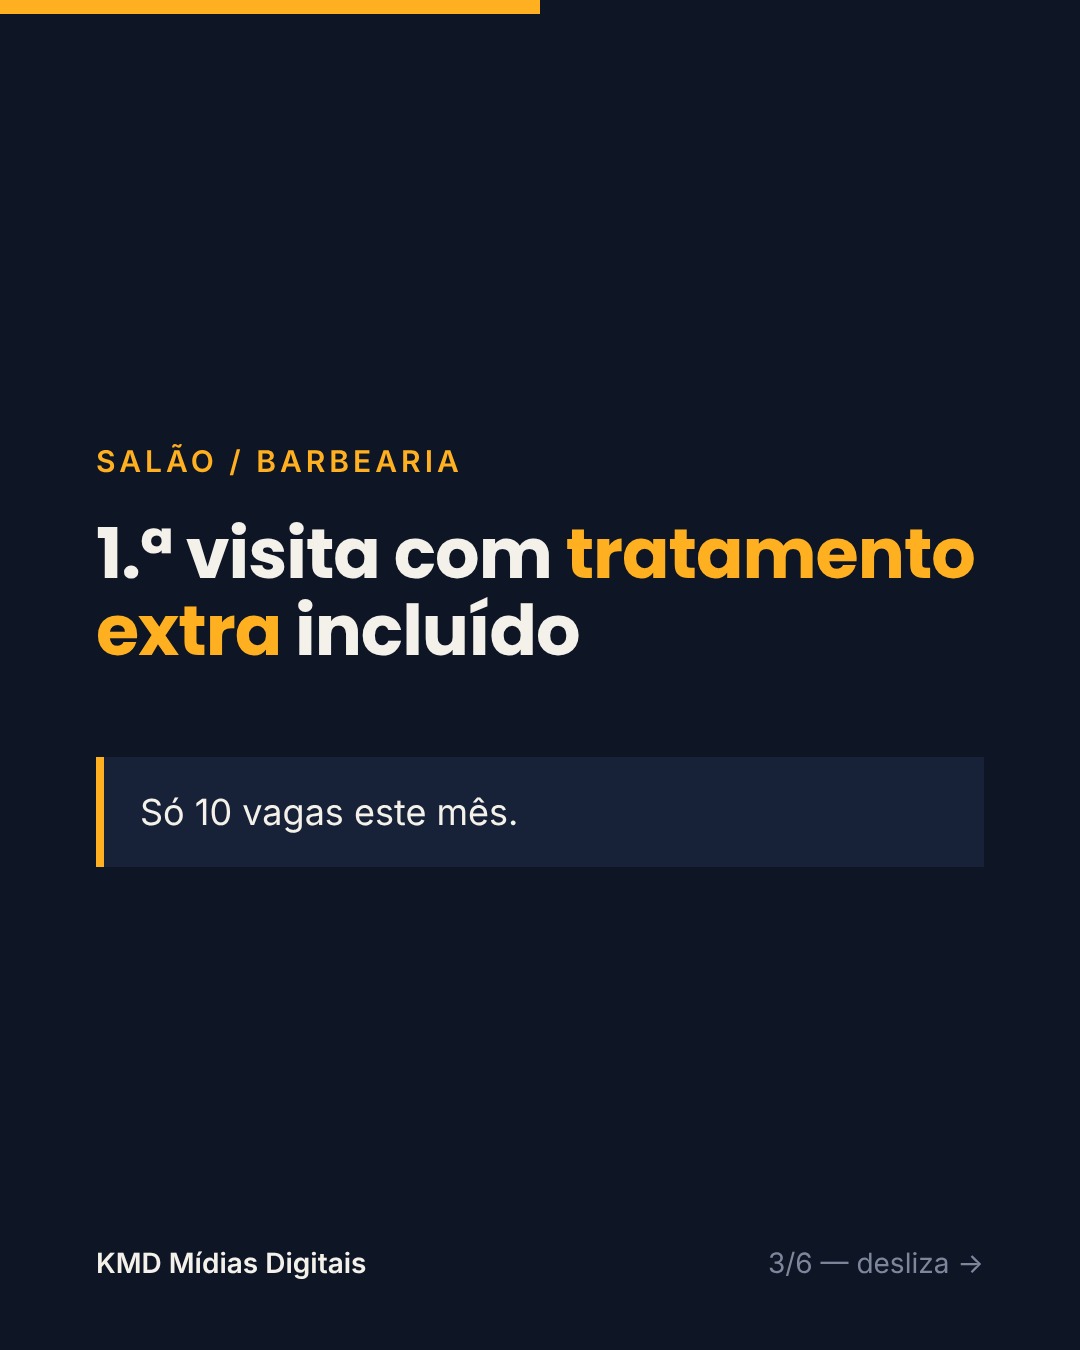 SALÃO / BARBEARIA
1.ª visita com tratamento
extra incluído
Só 10 vagas este mês.
KMD Mídias Digitais
3/6 — desliza →